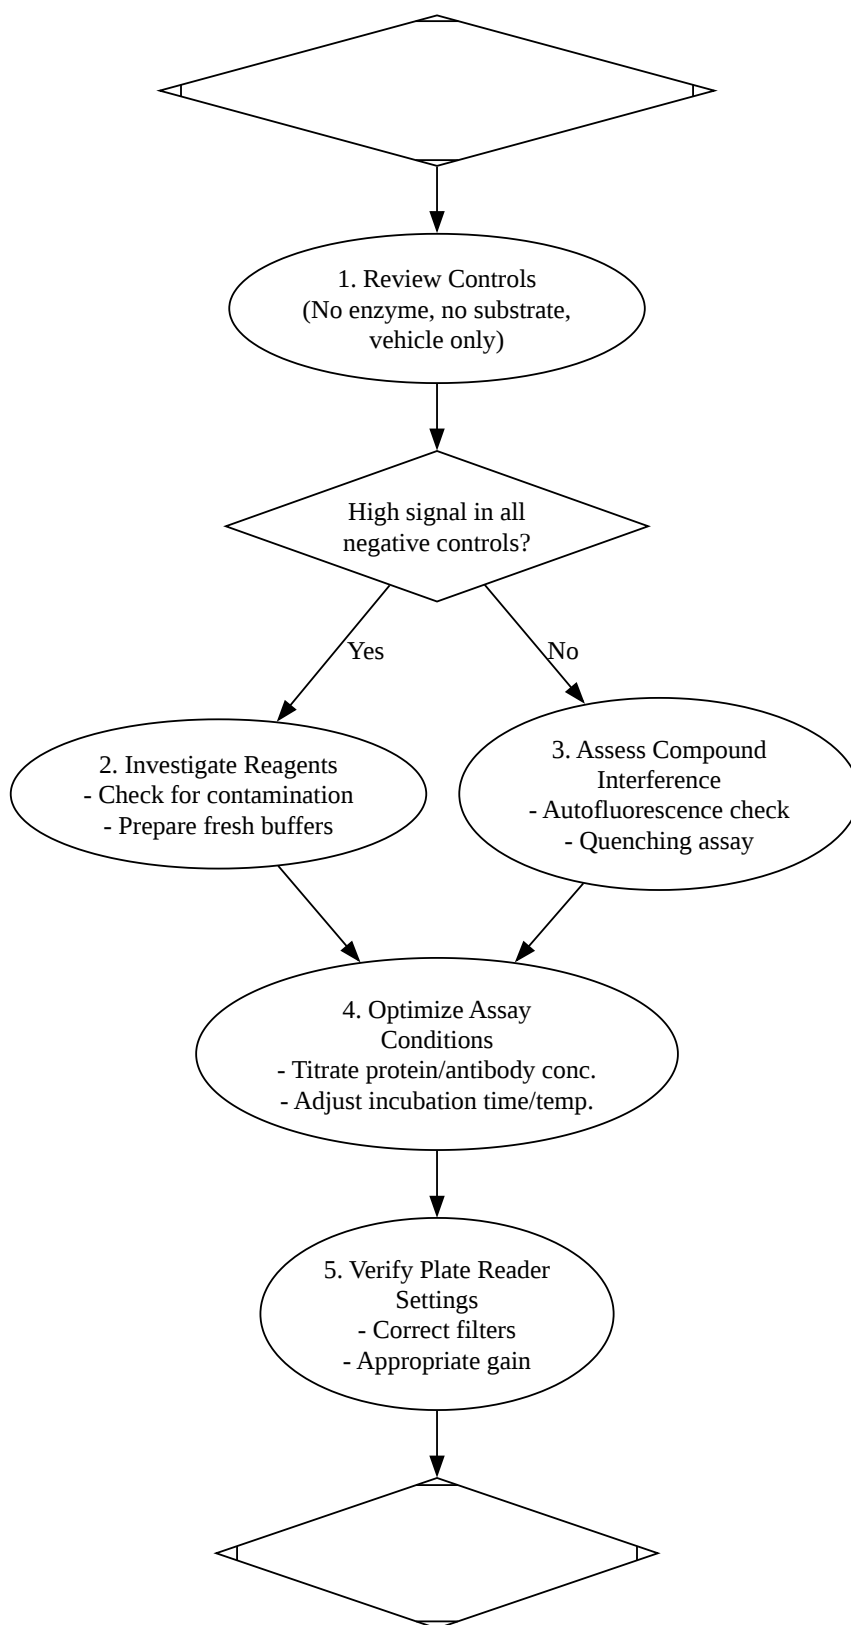 1. Review Controls
(No enzyme, no substrate,
vehicle only)
High signal in all
negative controls?
Yes
No
2. Investigate Reagents
- Check for contamination
- Prepare fresh buffers
3. Assess Compound
Interference
- Autofluorescence check
- Quenching assay
4. Optimize Assay
Conditions
- Titrate protein/antibody conc.
- Adjust incubation time/temp.
5. Verify Plate Reader
Settings
- Correct filters
- Appropriate gain